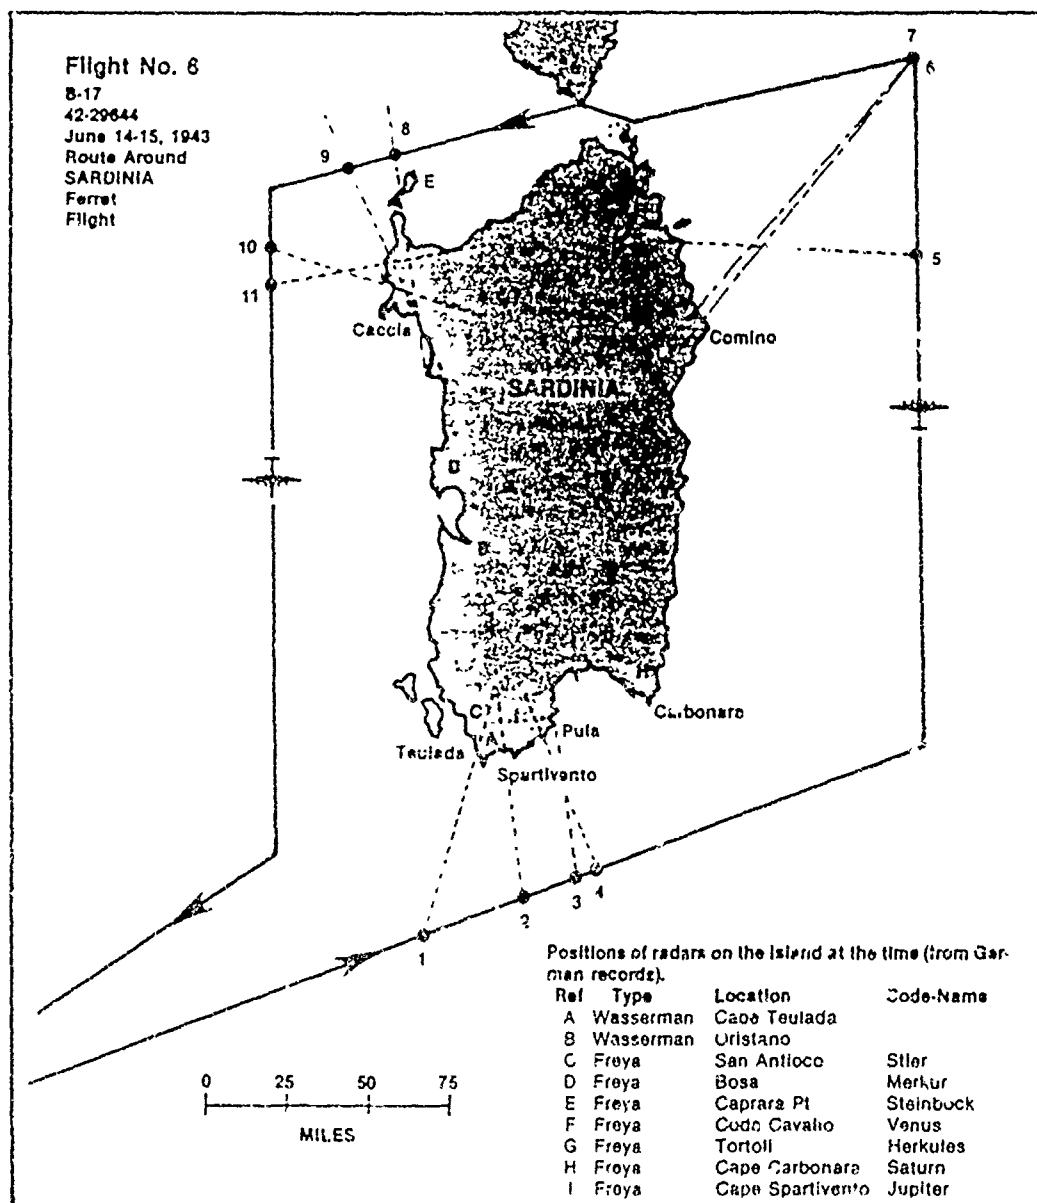 Flight No. 6
B-17
42-29644
June 14-15, 1943
Route Around
SARDINIA
Ferret
Flight
7
6
8
9
E
10
5
11
Caccia
Comino
SARDINIA
D
B
H
C
Carbonara
Pula
A
Teulada
Spartivento
4
3
2
1
Positions of radars on the island at the time (from Ger-
man records).
Ref Type Location Code-Name
A Wasserman Cape Teulada
B Wasserman Oristano
C Freya San Antioco Stier
D Freya Bosa Merkur
E Freya Caprara Pt Steinbock
F Freya Coda Cavallo Venus
G Freya Tortoli Herkules
H Freya Cape Carbonara Saturn
I Freya Cape Spartivento Jupiter
0 25 50 75
MILES